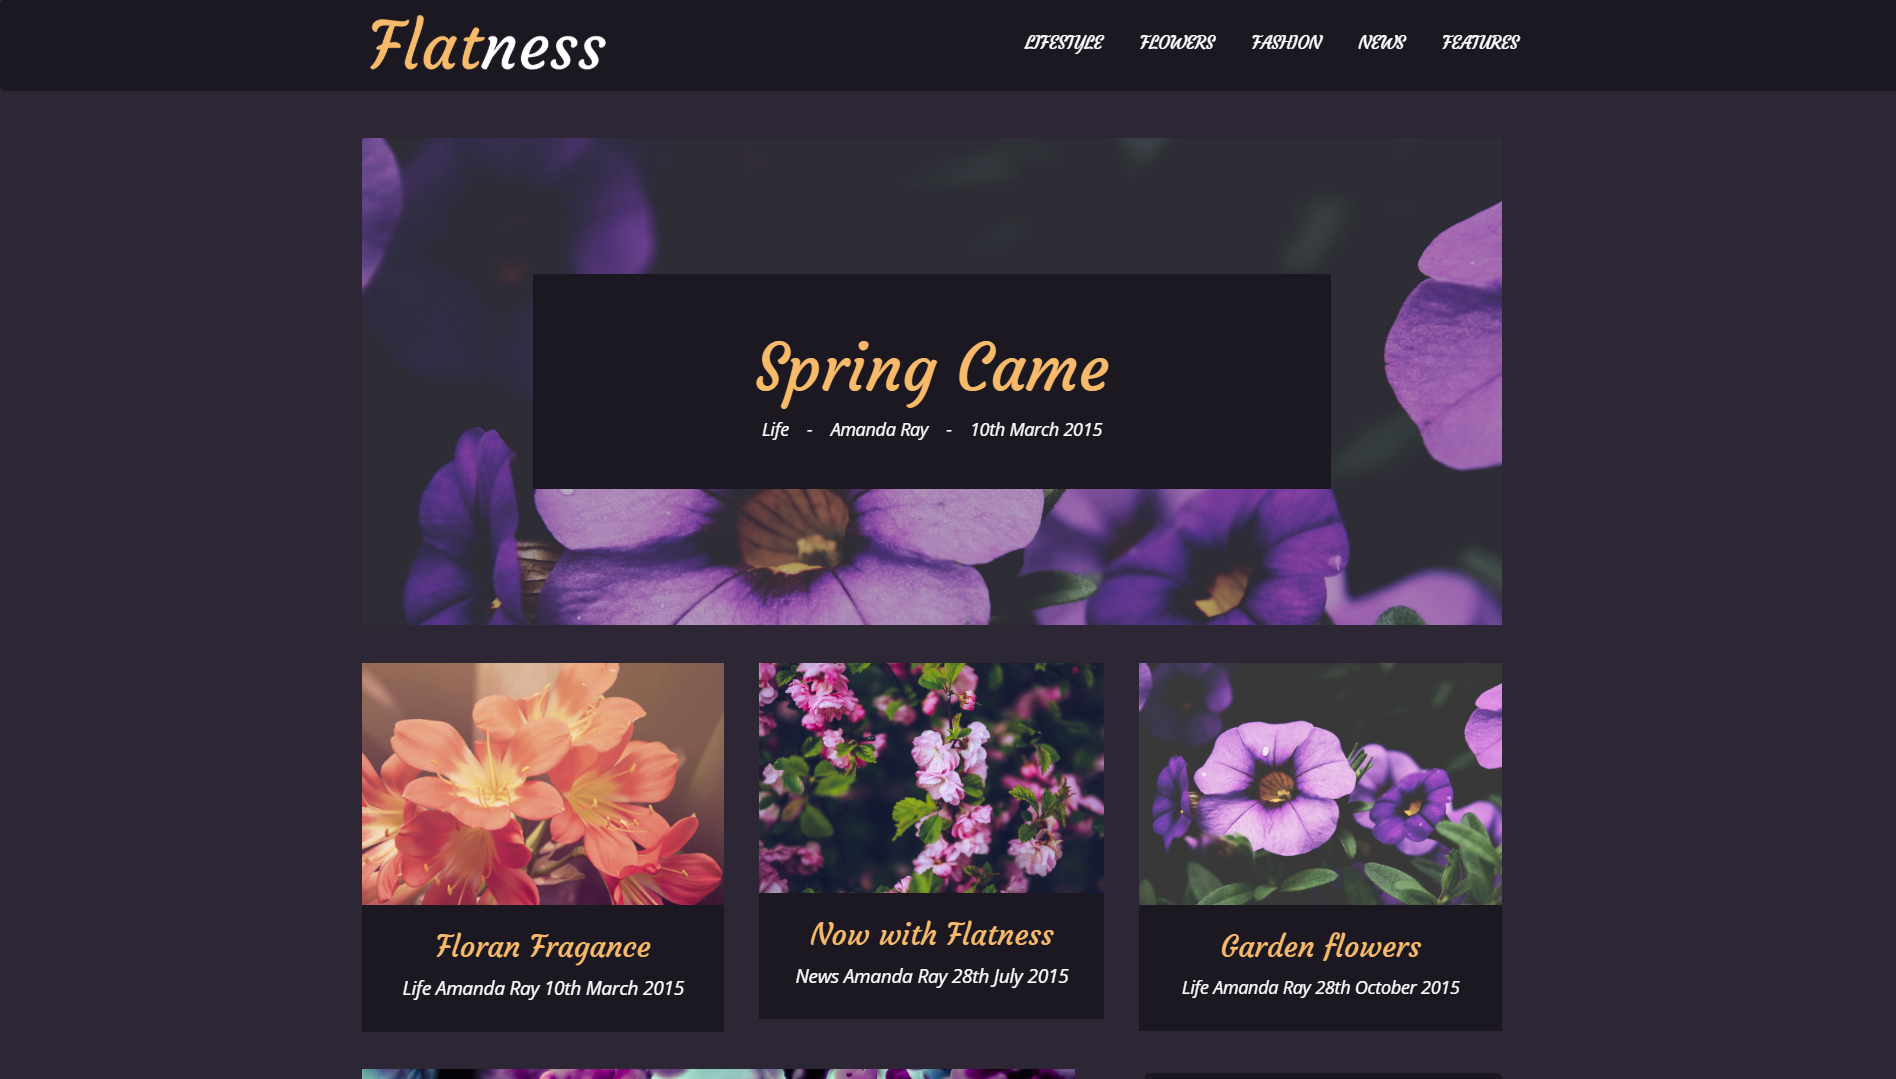 Flatness
LIFESTYLE FLOWERS FASHION NEWS FEATURES
Spring Came
Life - Amanda Ray - 10th March 2015
Floran Fragance
Life Amanda Ray 10th March 2015
Now with Flatness
News Amanda Ray 28th July 2015
Garden flowers
Life Amanda Ray 28th October 2015